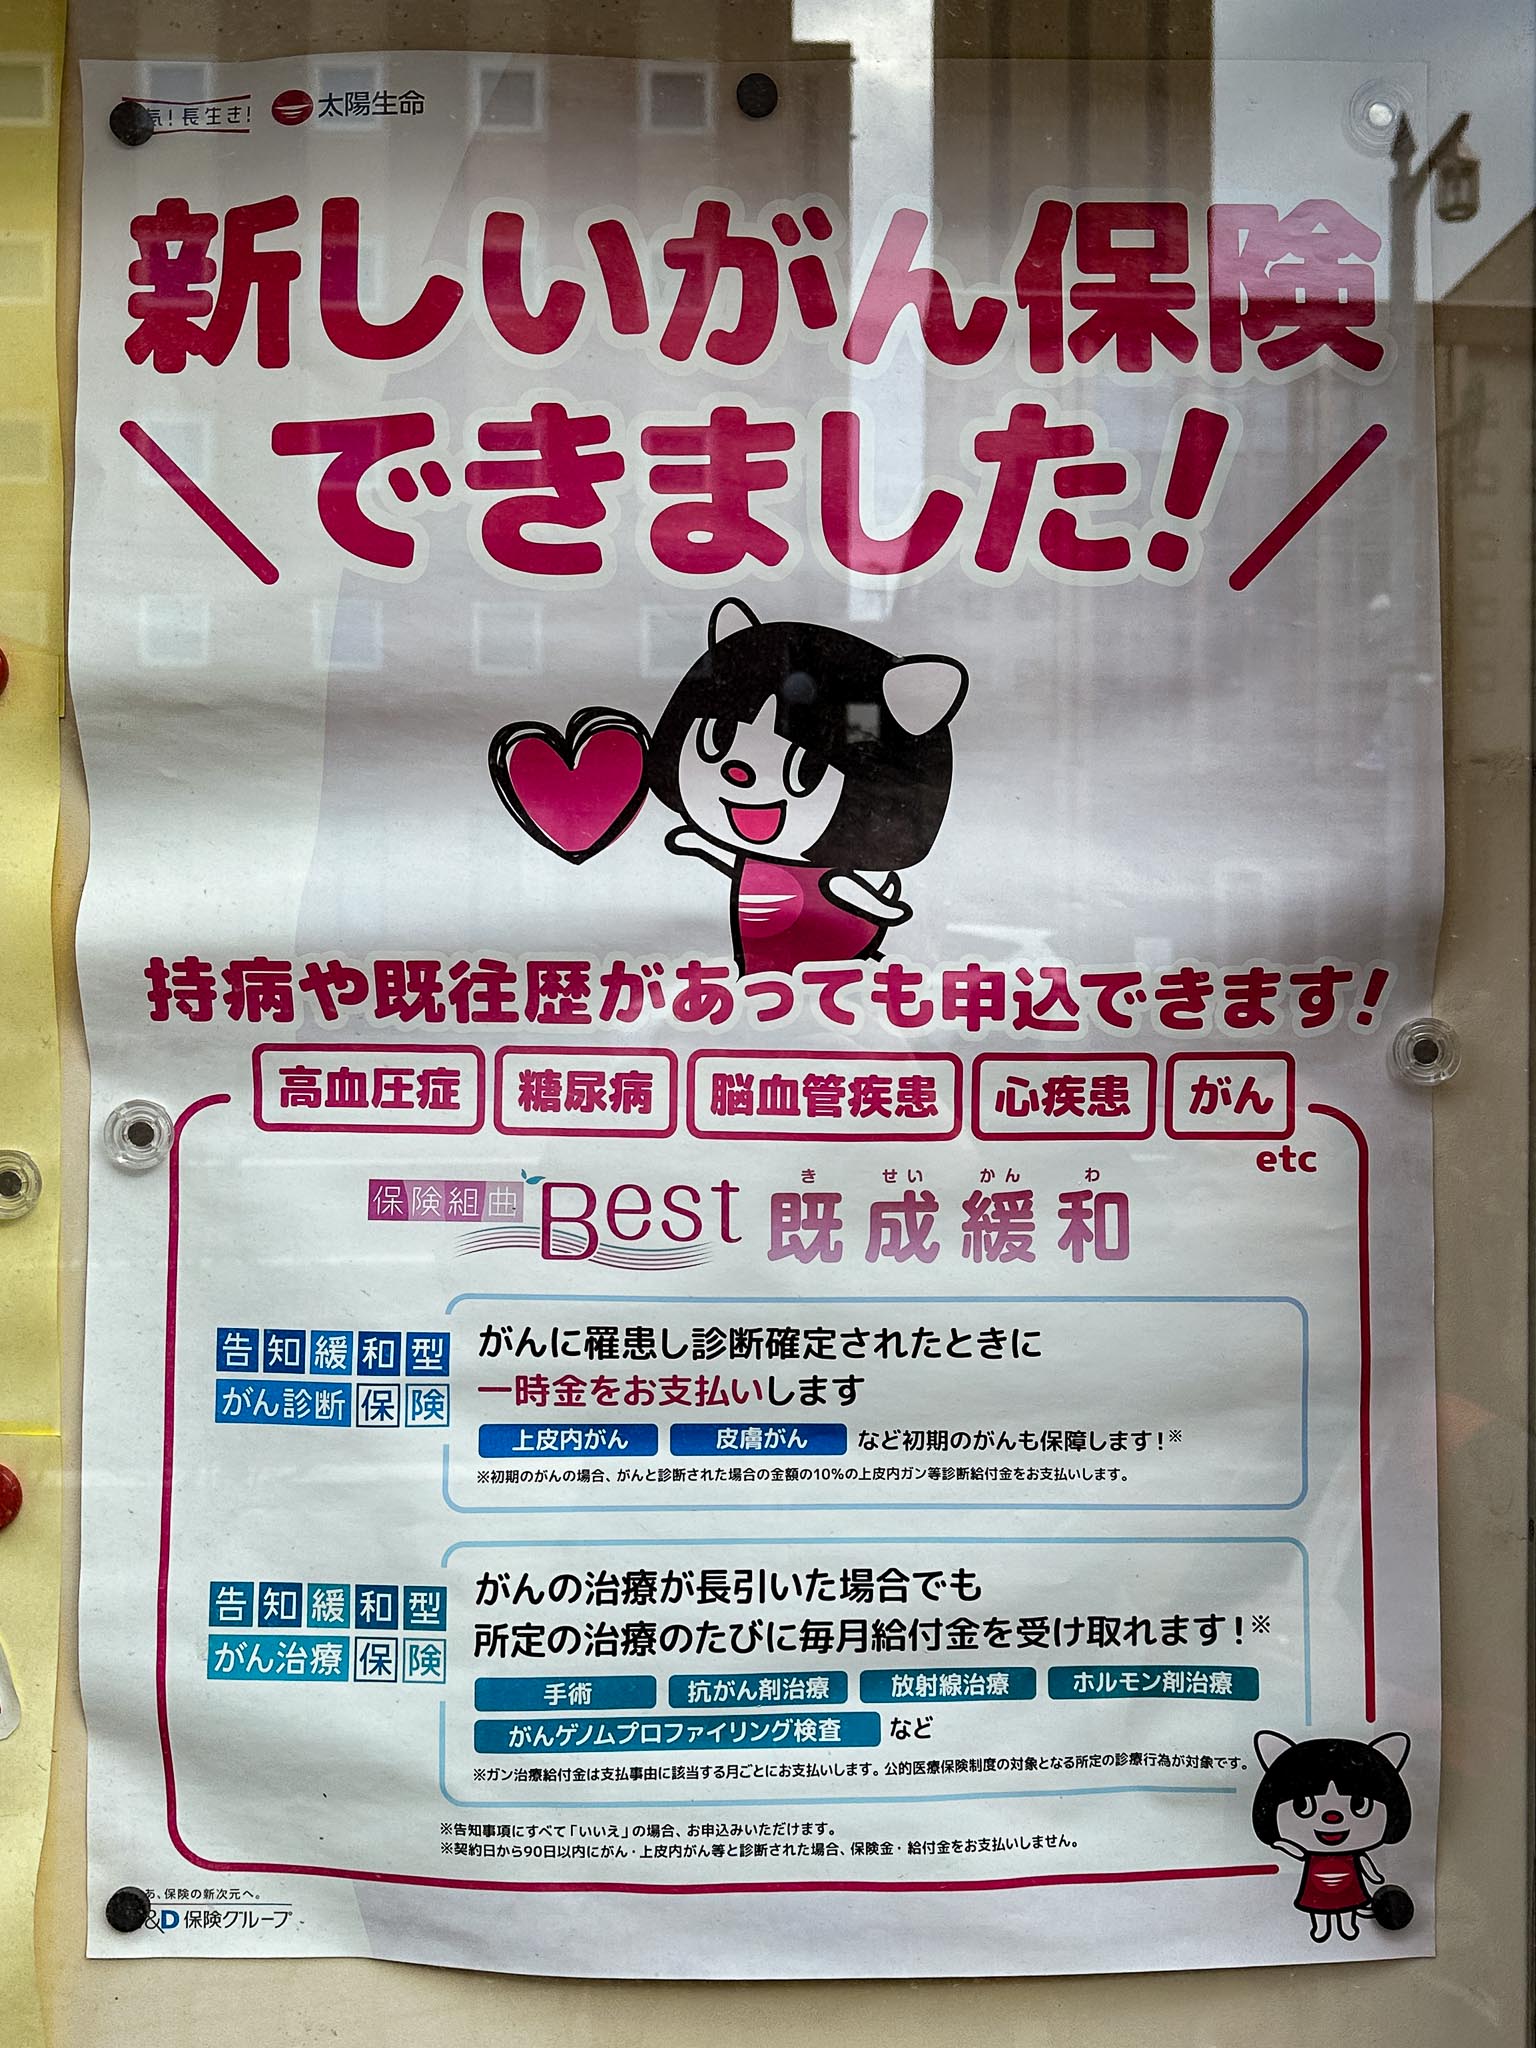 気！長生き！ 太陽生命
新しいがん保険
＼できました！／
持病や既往歴があっても申込できます！
高血圧症 糖尿病 脳血管疾患 心疾患 がん
etc
き せい かん わ
保険組曲 Best 既成緩和
告知緩和型
がん診断保険
がんに罹患し診断確定されたときに
一時金をお支払いします
上皮内がん 皮膚がん など初期のがんも保障します！※
※初期のがんの場合、がんと診断された場合の金額の10％の上皮内ガン等診断給付金をお支払いします。
告知緩和型
がん治療保険
がんの治療が長引いた場合でも
所定の治療のたびに毎月給付金を受け取れます！※
手術 抗がん剤治療 放射線治療 ホルモン剤治療
がんゲノムプロファイリング検査 など
※ガン治療給付金は支払事由に該当する月ごとにお支払いします。公的医療保険制度の対象となる所定の診療行為が対象です。
※告知事項にすべて「いいえ」の場合、お申込みいただけます。
※契約日から90日以内にがん・上皮内がん等と診断された場合、保険金・給付金をお支払いしません。
あ、保険の新次元へ。
&D 保険グループ